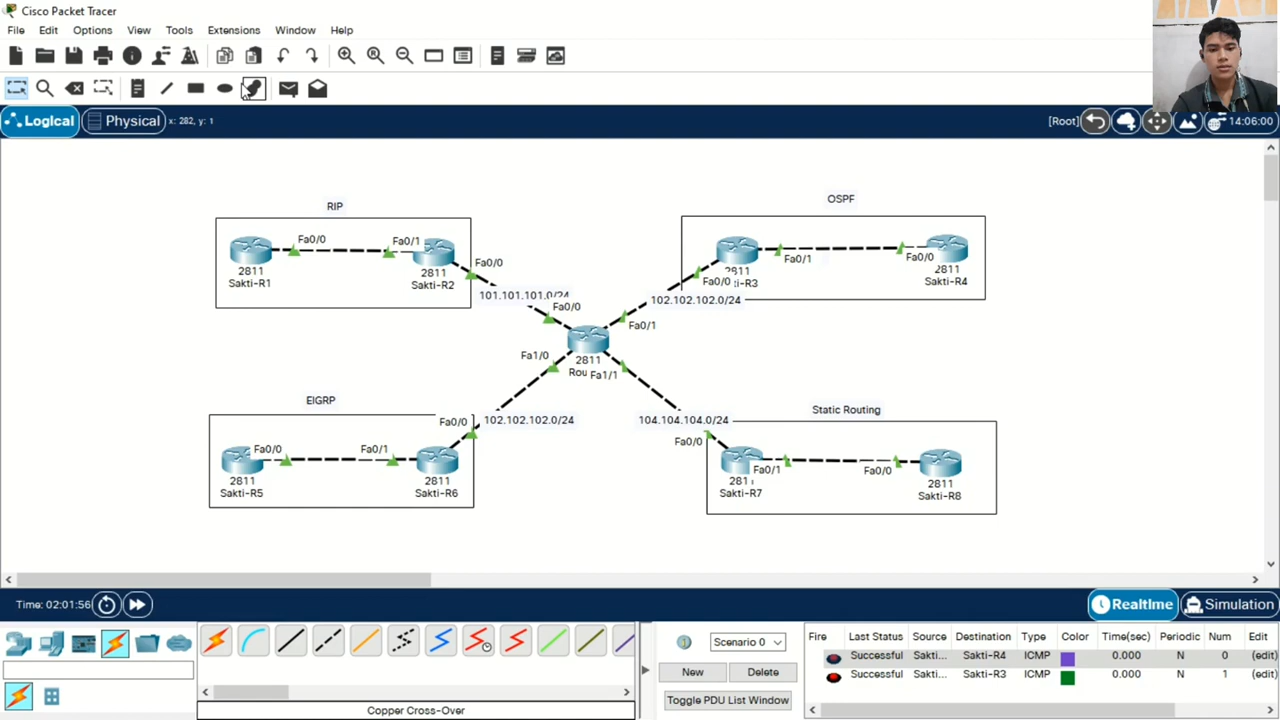 Cisco Packet Tracer
File Edit Options View Tools Extensions Window Help
Logical Physical x: 282, y: 1 [Root] 14:06:00
RIP
OSPF
Fa0/0 Fa0/1
2811
Sakti-R1
2811
Sakti-R2
Fa0/0
101.101.101.0/24
Fa0/0
Fa0/1 Fa0/0
Fa0/0
2811
Sakti-R4
102.102.102.0/24
Fa0/1
Fa1/0
2811
Rou
Fa1/1
EIGRP
Static Routing
Fa0/0
102.102.102.0/24
104.104.104.0/24
Fa0/0
Fa0/0 Fa0/1
2811
Sakti-R5
2811
Sakti-R6
Fa0/1 Fa0/0
281
Sakti-R7
2811
Sakti-R8
Time: 02:01:56
Realtime Simulation
Scenario 0
New Delete
Toggle PDU List Window
Copper Cross-Over
Fire Last Status Source Destination Type Color Time(sec) Periodic Num Edit
Successful Sakti... Sakti-R4 ICMP 0.000 N 0 (edit)
Successful Sakti... Sakti-R3 ICMP 0.000 N 1 (edit)